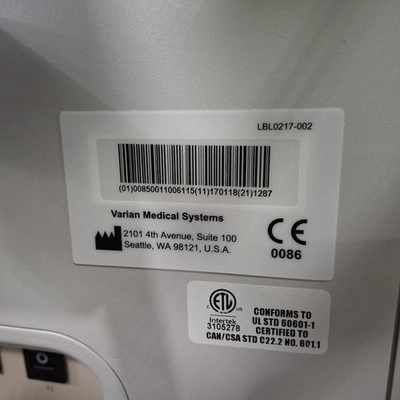 LBL0217-002
(01)00850011006115(11)170118(21)1287
Varian Medical Systems
2101 4th Avenue, Suite 100
Seattle, WA 98121, U.S.A.
CE
0086
ETL
C US
Intertek
3105278
CONFORMS TO
UL STD 60601-1
CERTIFIED TO
CAN/CSA STD C22.2 NO. 601.1